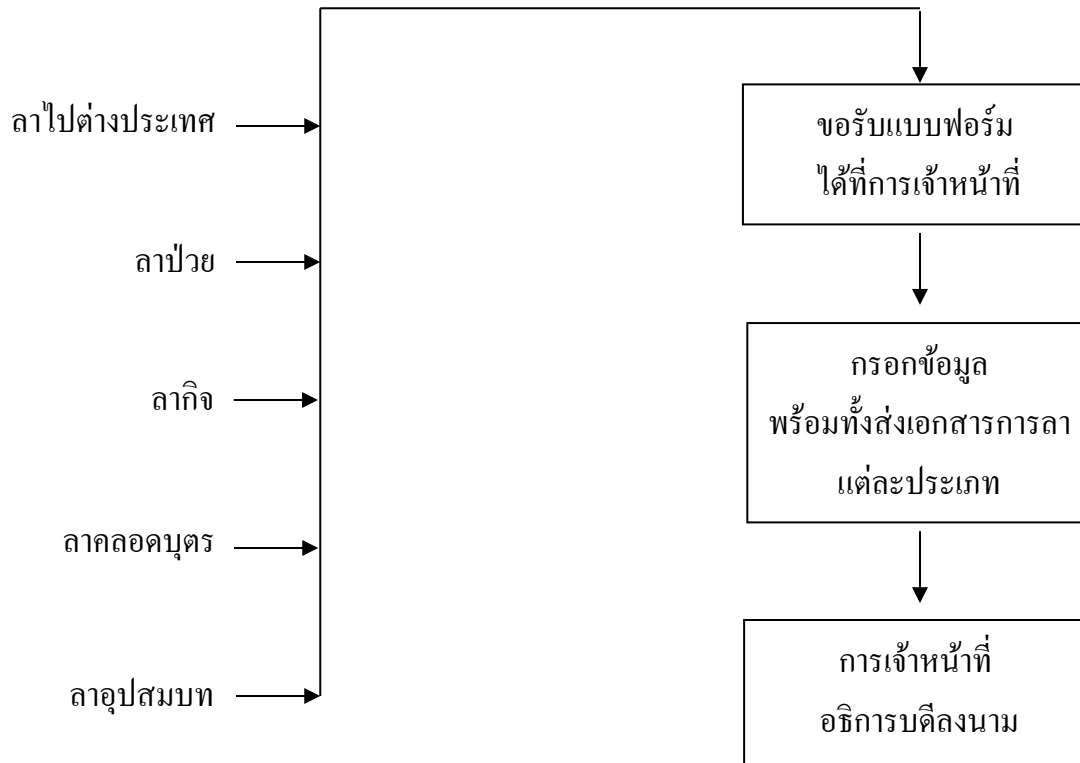 ลาไปต่างประเทศ
ลาป่วย
ลากิจ
ลาคลอดบุตร
ลาอุปสมบท
ขอรับแบบฟอร์ม
ได้ที่การเจ้าหน้าที่
กรอกข้อมูล
พร้อมทั้งส่งเอกสารการลา
แต่ละประเภท
การเจ้าหน้าที่
อธิการบดีลงนาม